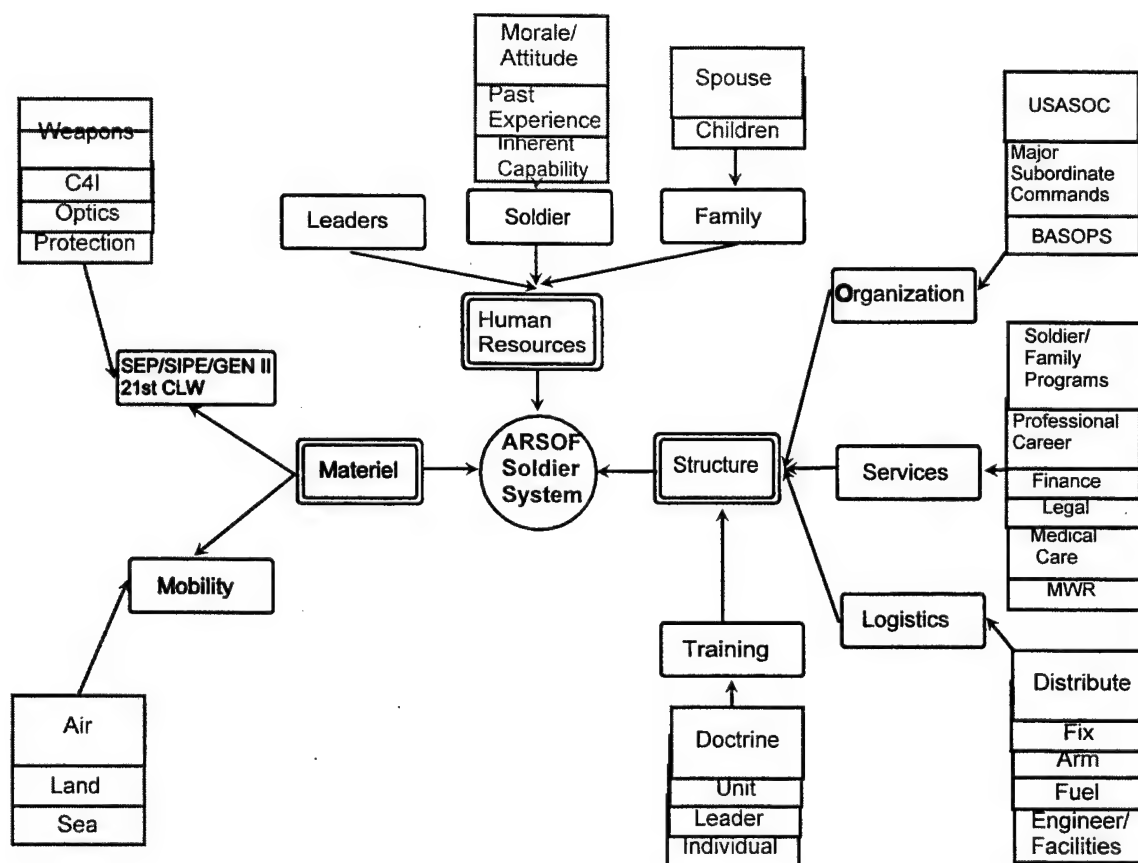 Morale/
Attitude
Past
Experience
Inherent
Capability
Spouse
Children
USASOC
Major
Subordinate
Commands
BASOPS
Weapons
C4I
Optics
Protection
Leaders
Soldier
Family
Organization
Human
Resources
Soldier/
Family
Programs
Professional
Career
Finance
Legal
Medical
Care
MWR
SEP/SIPE/GEN II
21st CLW
Materiel
ARSOF
Soldier
System
Structure
Services
Mobility
Logistics
Training
Air
Land
Sea
Doctrine
Unit
Leader
Individual
Distribute
Fix
Arm
Fuel
Engineer/
Facilities